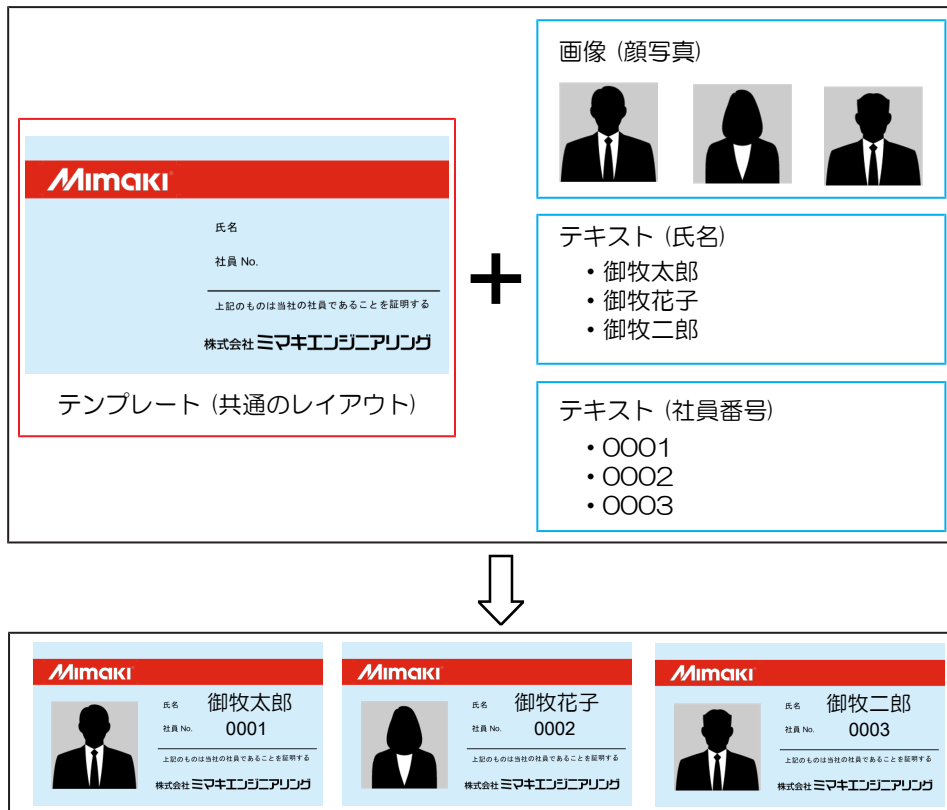 画像 (顔写真)
Mimaki
氏名
社員 No.
上記のものは当社の社員であることを証明する
株式会社 ミマキエンジニアリング
テンプレート (共通のレイアウト)
+
テキスト (氏名)
・御牧太郎
・御牧花子
・御牧二郎
テキスト (社員番号)
・0001
・0002
・0003
Mimaki
氏名 御牧太郎
社員 No. 0001
上記のものは当社の社員であることを証明する
株式会社 ミマキエンジニアリング
Mimaki
氏名 御牧花子
社員 No. 0002
上記のものは当社の社員であることを証明する
株式会社 ミマキエンジニアリング
Mimaki
氏名 御牧二郎
社員 No. 0003
上記のものは当社の社員であることを証明する
株式会社 ミマキエンジニアリング